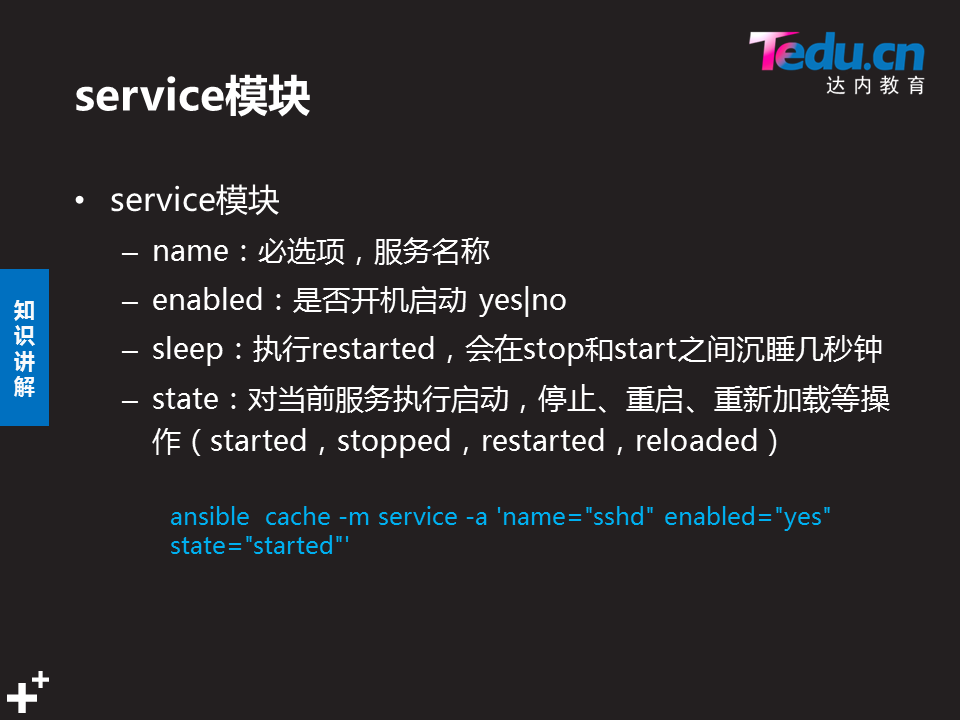 Tedu.cn
达内教育
service模块
• service模块
– name：必选项，服务名称
– enabled：是否开机启动 yes|no
– sleep：执行restarted，会在stop和start之间沉睡几秒钟
– state：对当前服务执行启动，停止、重启、重新加载等操
作（started，stopped，restarted，reloaded）
知
识
讲
解
ansible cache -m service -a 'name="sshd" enabled="yes"
state="started"'